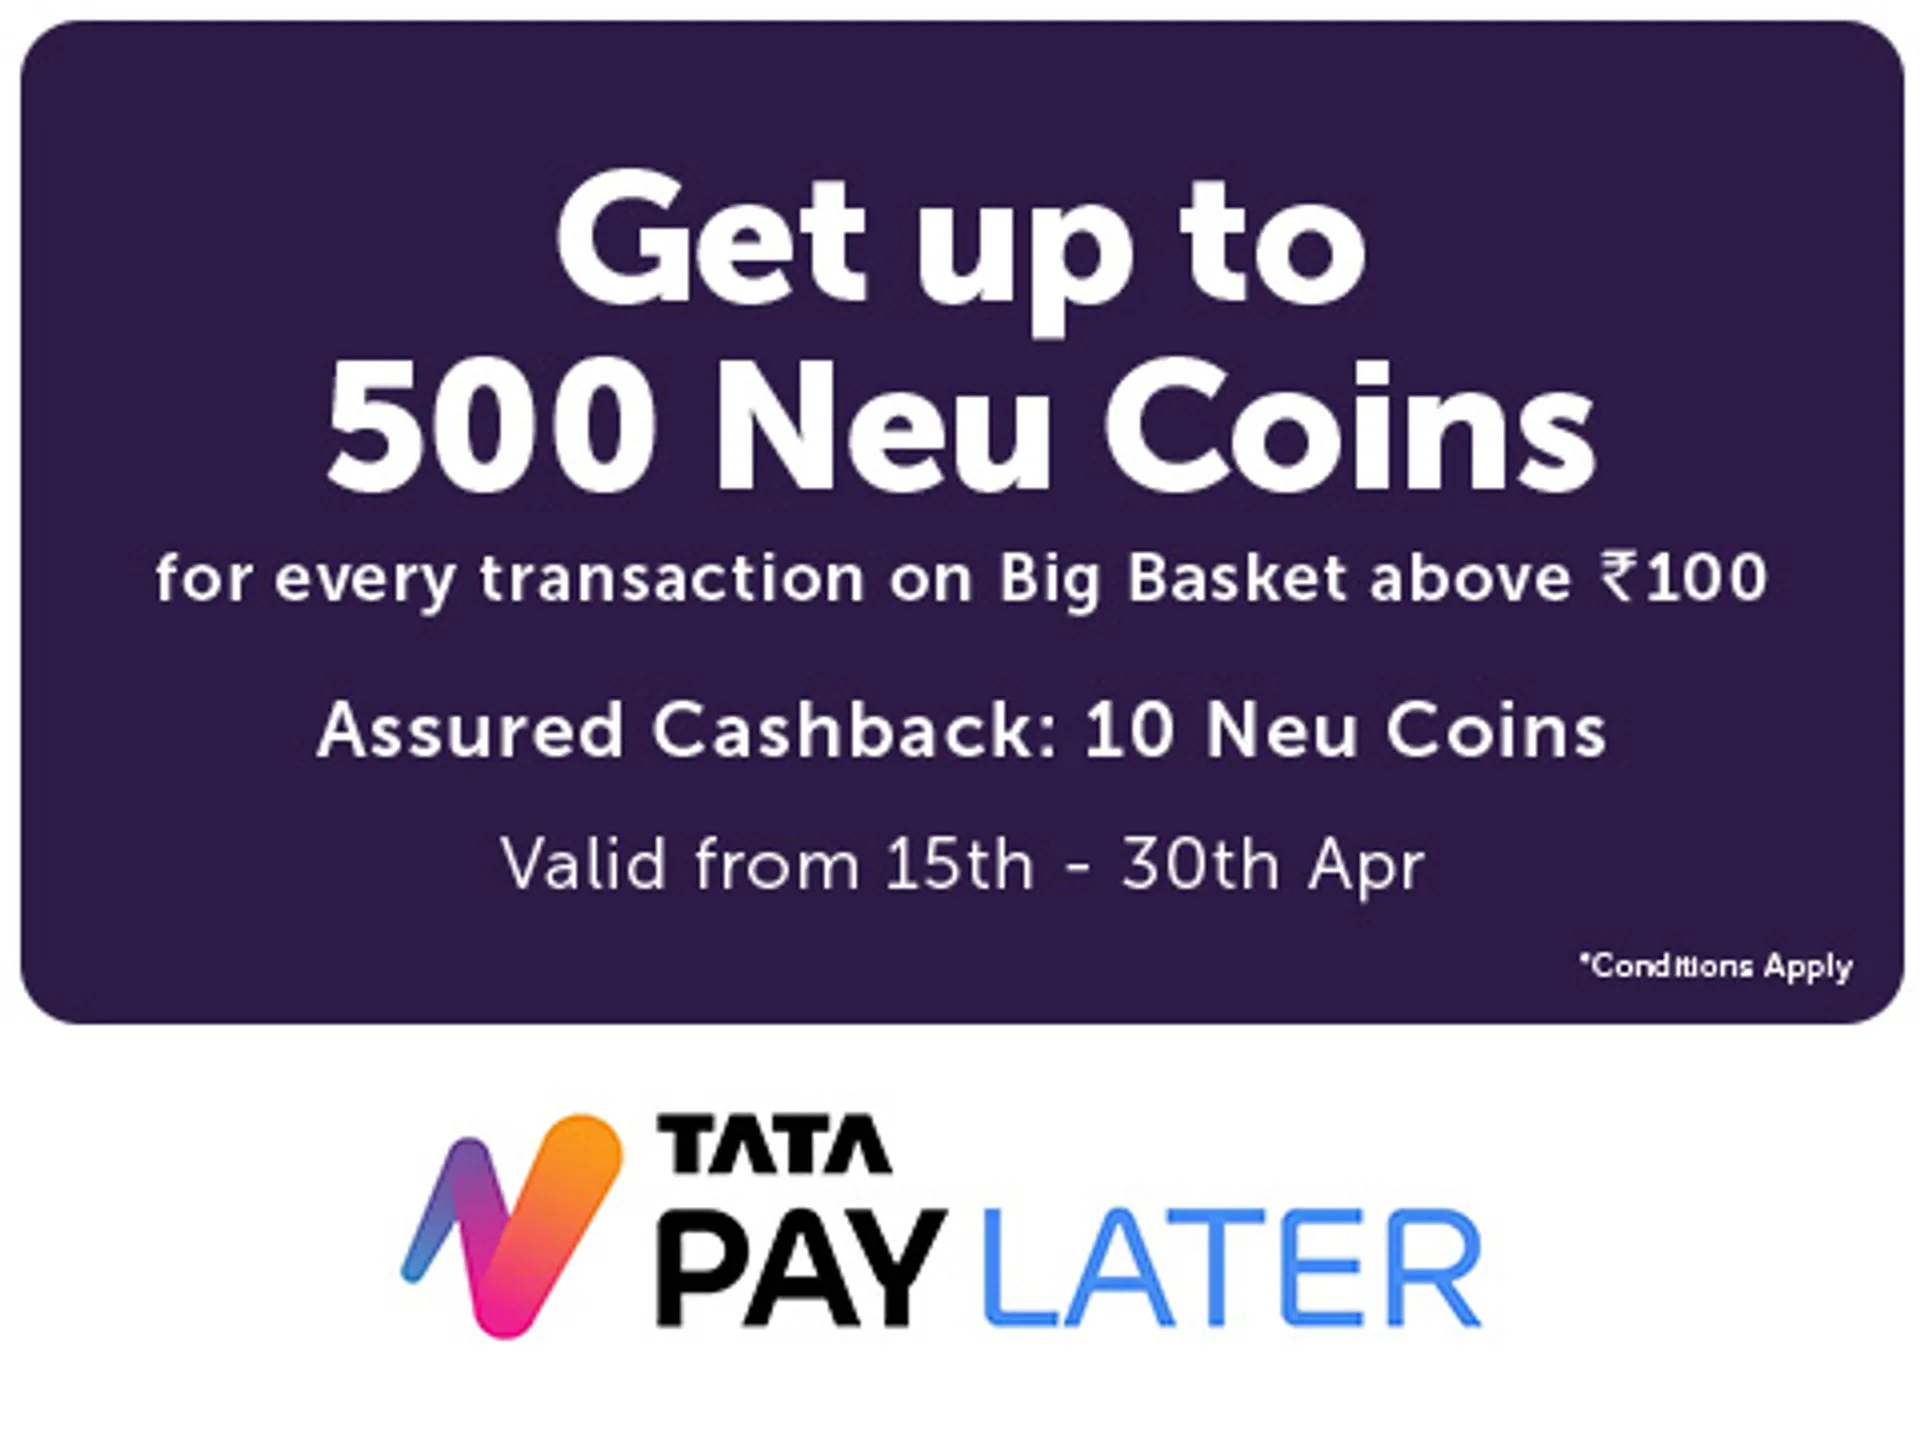 Get up to
500 Neu Coins
for every transaction on Big Basket above ₹100
Assured Cashback: 10 Neu Coins
Valid from 15th - 30th Apr
*Conditions Apply
TATA
PAY LATER